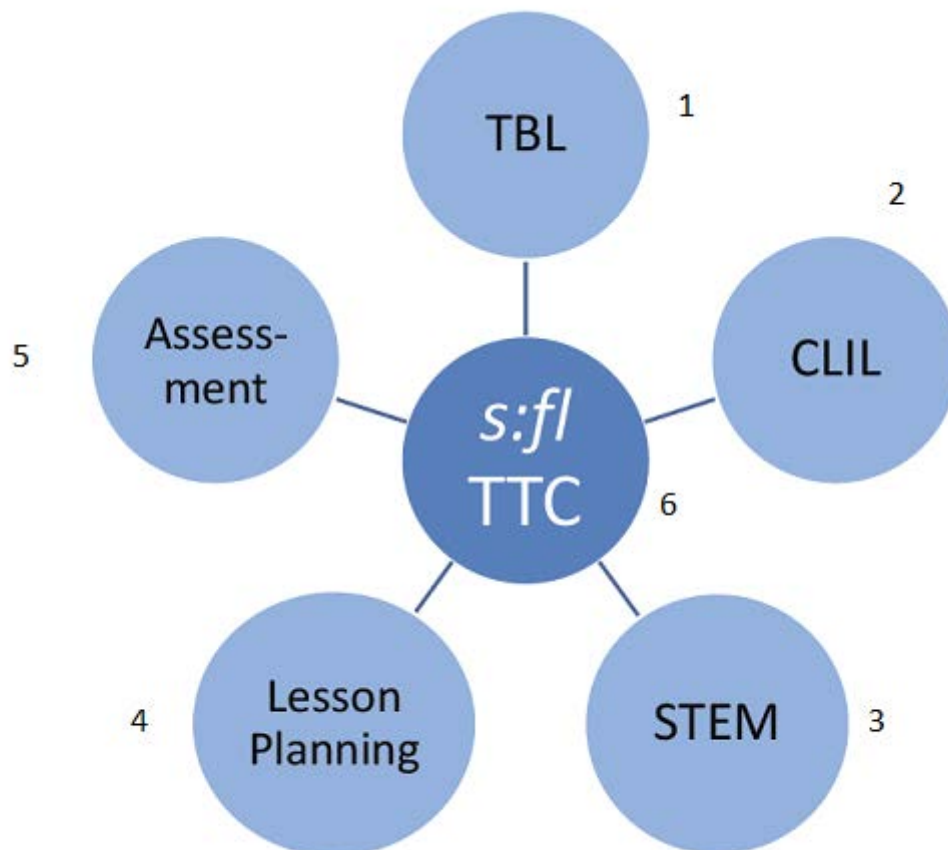 TBL
1
2
CLIL
Assess-
ment
5
s:fl
TTC
6
Lesson
Planning
4
STEM
3